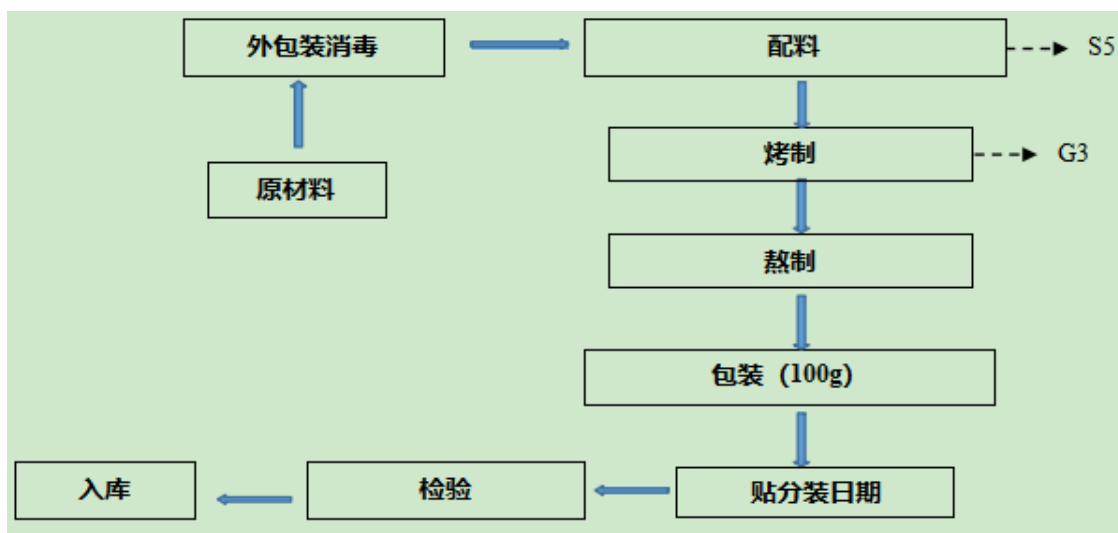 外包装消毒
配料
S5
烤制
G3
原材料
熬制
包装（100g）
入库
检验
贴分装日期